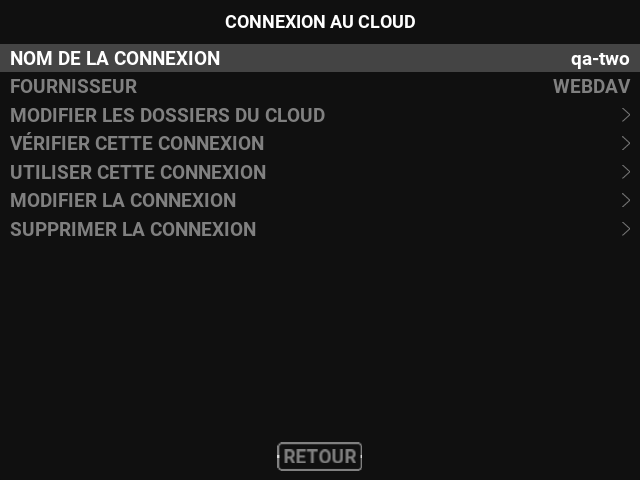 CONNEXION AU CLOUD
NOM DE LA CONNEXION qa-two
FOURNISSEUR WEBDAV
MODIFIER LES DOSSIERS DU CLOUD
VÉRIFIER CETTE CONNEXION
UTILISER CETTE CONNEXION
MODIFIER LA CONNEXION
SUPPRIMER LA CONNEXION
RETOUR